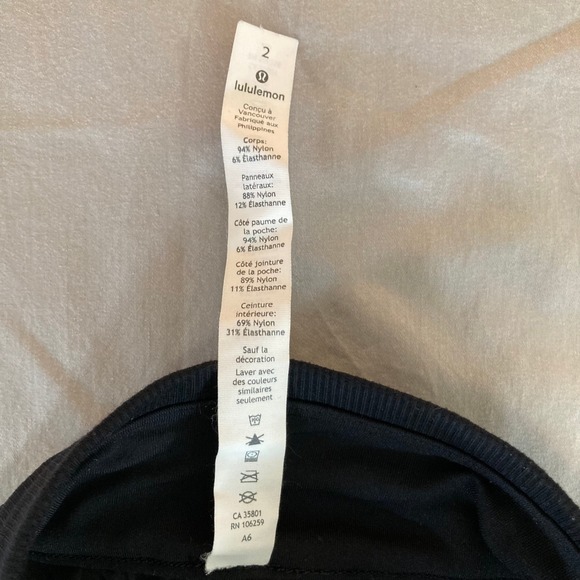 2
lululemon
Conçu à
Vancouver
Fabriqué aux
Philippines
Corps:
94% Nylon
6% Élasthanne
Panneaux
latéraux:
88% Nylon
12% Élasthanne
Côté paume de
la poche:
94% Nylon
6% Élasthanne
Côté jointure
de la poche:
89% Nylon
11% Élasthanne
Ceinture
intérieure:
69% Nylon
31% Élasthanne
Sauf la
décoration
Laver avec
des couleurs
similaires
seulement
CA 35801
RN 106259
A6